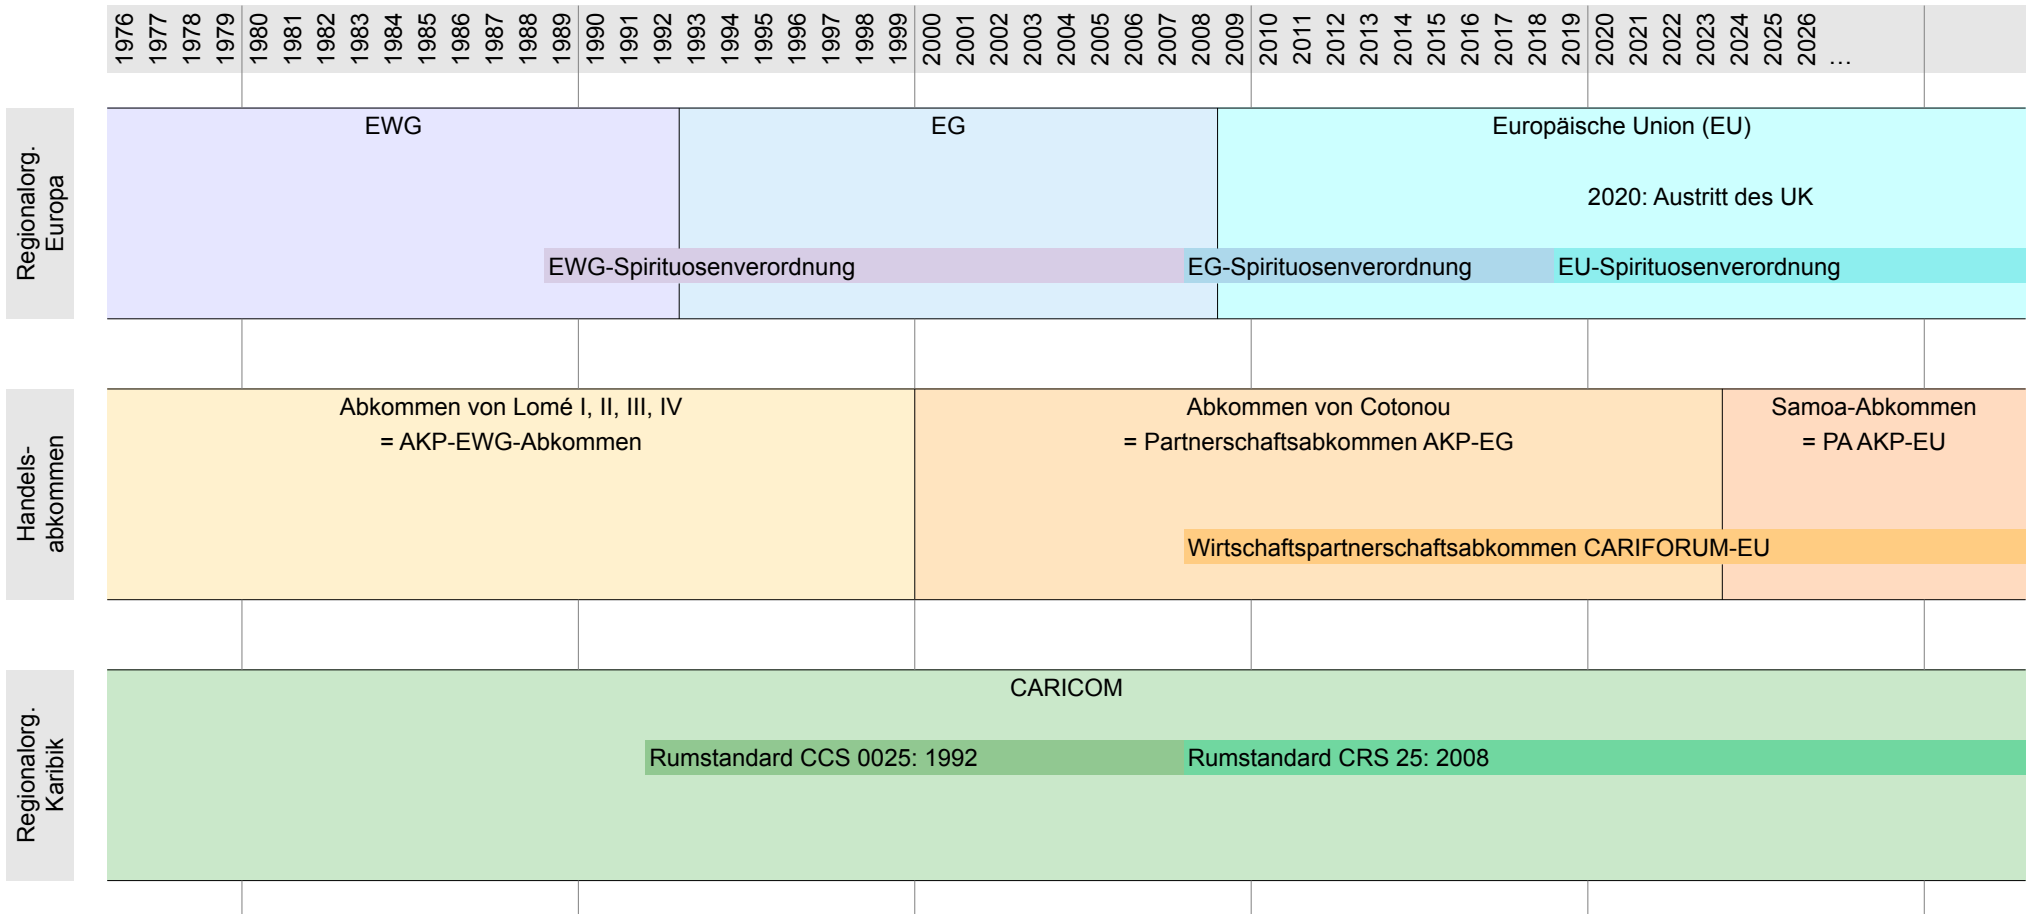 1976 1977 1978 1979 1980 1981 1982 1983 1984 1985 1986 1987 1988 1989 1990 1991 1992 1993 1994 1995 1996 1997 1998 1999 2000 2001 2002 2003 2004 2005 2006 2007 2008 2009 2010 2011 2012 2013 2014 2015 2016 2017 2018 2019 2020 2021 2022 2023 2024 2025 2026 …
Regionalorg.
Europa
EWG
EG
Europäische Union (EU)
2020: Austritt des UK
EWG-Spirituosenverordnung
EG-Spirituosenverordnung
EU-Spirituosenverordnung
Handels-
abkommen
Abkommen von Lomé I, II, III, IV
= AKP-EWG-Abkommen
Abkommen von Cotonou
= Partnerschaftsabkommen AKP-EG
Samoa-Abkommen
= PA AKP-EU
Wirtschaftspartnerschaftsabkommen CARIFORUM-EU
Regionalorg.
Karibik
CARICOM
Rumstandard CCS 0025: 1992
Rumstandard CRS 25: 2008